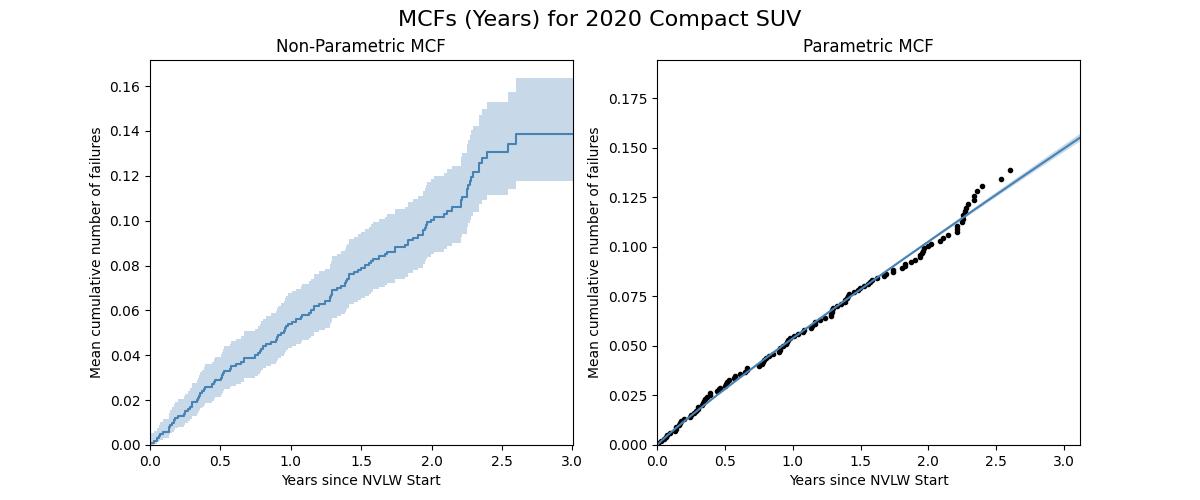 MCFs (Years) for 2020 Compact SUV
Non-Parametric MCF
Mean cumulative number of failures
0.16
0.14
0.12
0.10
0.08
0.06
0.04
0.02
0.00
0.0 0.5 1.0 1.5 2.0 2.5 3.0
Years since NVLW Start
Parametric MCF
Mean cumulative number of failures
0.175
0.150
0.125
0.100
0.075
0.050
0.025
0.000
0.0 0.5 1.0 1.5 2.0 2.5 3.0
Years since NVLW Start